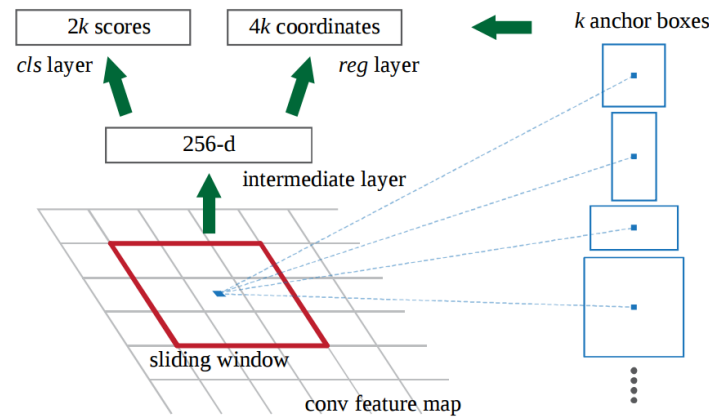 2k scores
4k coordinates
k anchor boxes
cls layer
reg layer
256-d
intermediate layer
sliding window
conv feature map